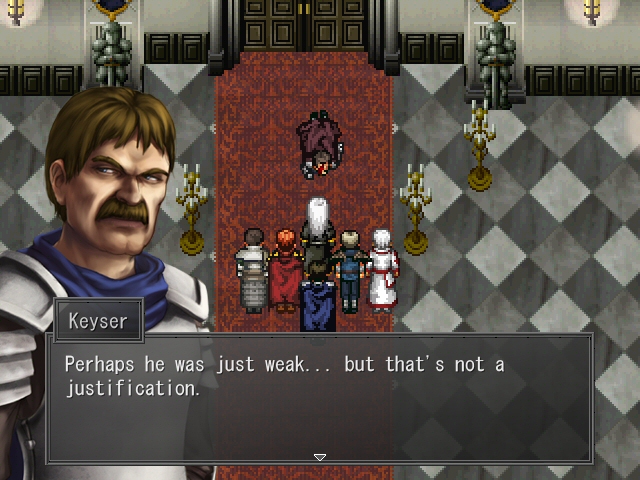 Keyser
Perhaps he was just weak... but that's not a
justification.